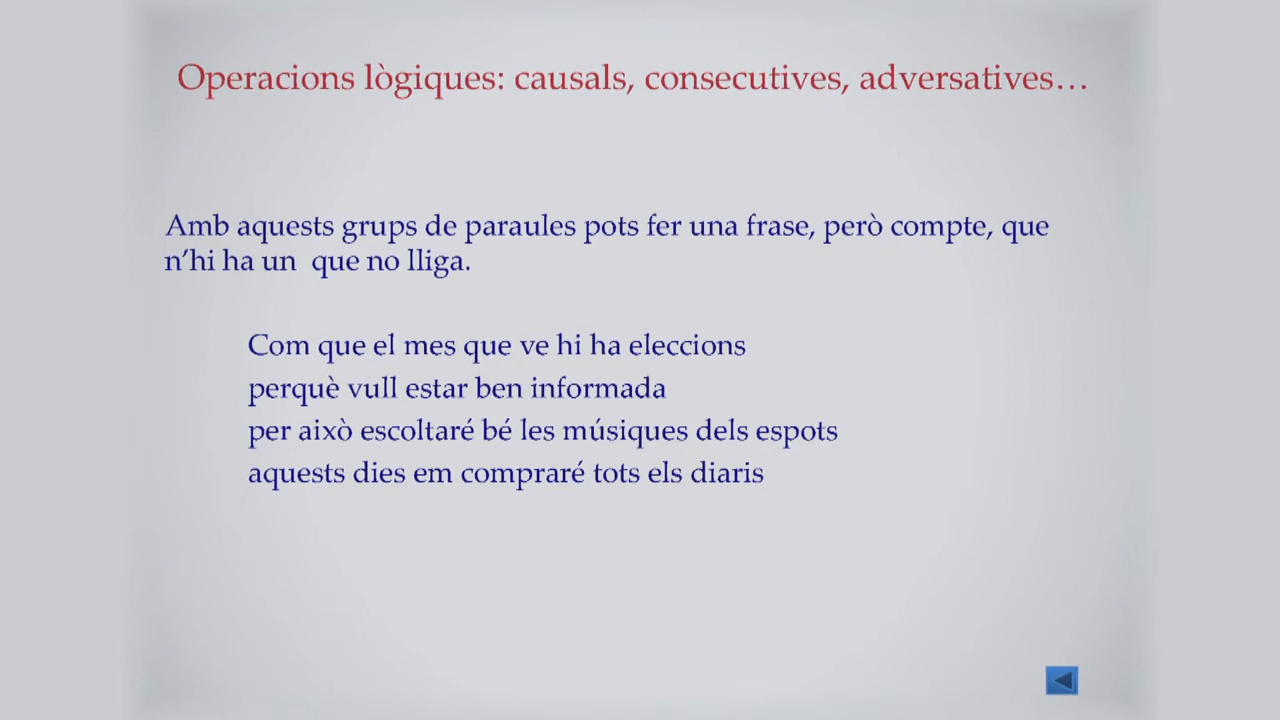 Operacions lògiques: causals, consecutives, adversatives…
Amb aquests grups de paraules pots fer una frase, però compte, que
n’hi ha un  que no lliga.
Com que el mes que ve hi ha eleccions
perquè vull estar ben informada
per això escoltaré bé les músiques dels espots
aquests dies em compraré tots els diaris